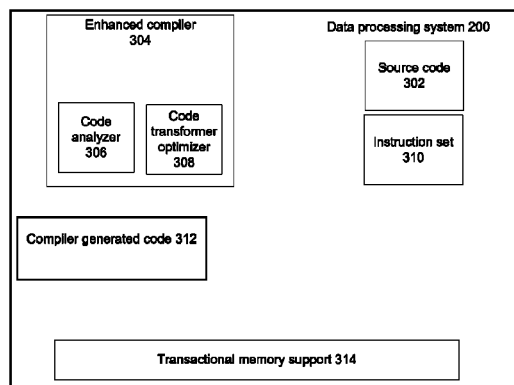 Enhanced compiler
304
Data processing system 200
Source code
302
Code
analyzer
306
Code
transformer
optimizer
308
Instruction set
310
Compiler generated code 312
Transactional memory support 314